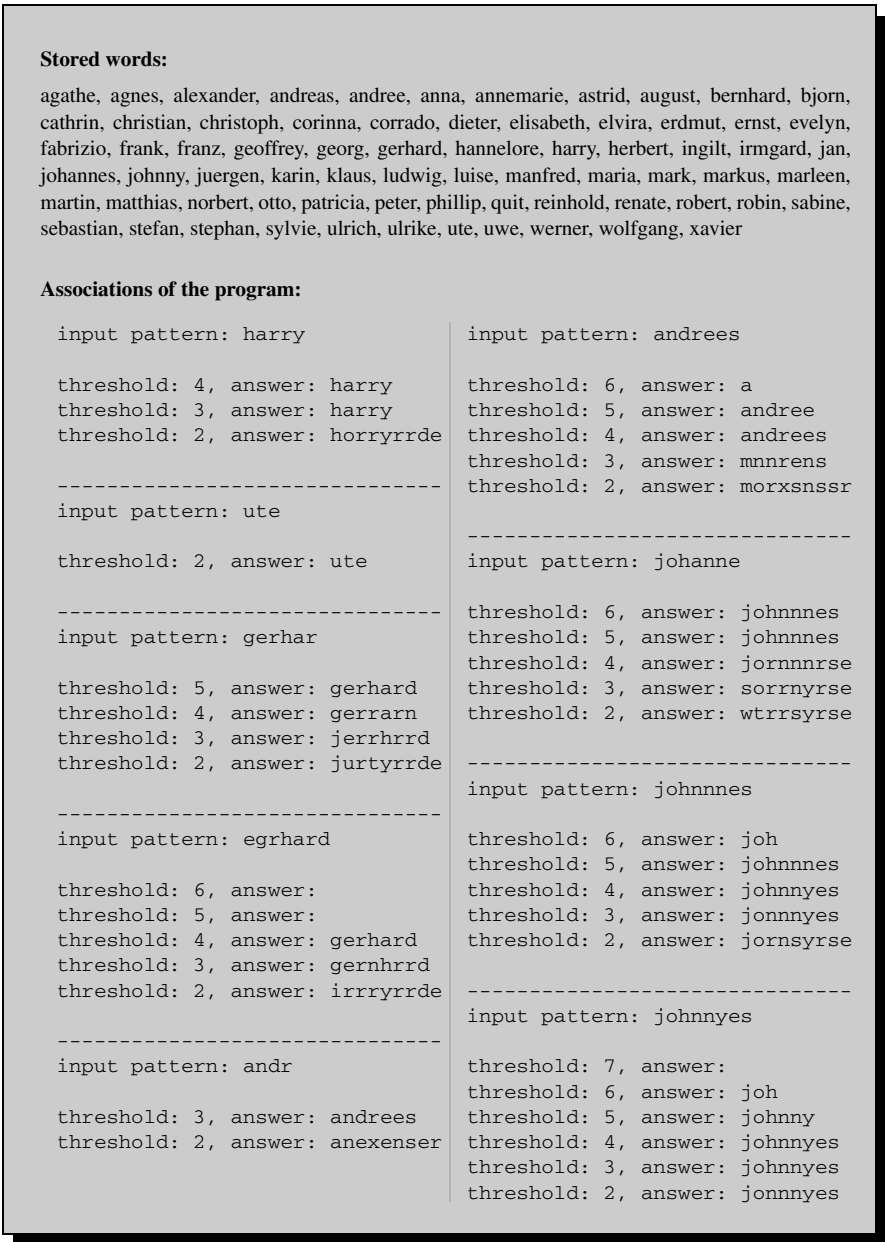 Stored words:
agathe, agnes, alexander, andreas, andree, anna, annemarie, astrid, august, bernhard, bjorn,
cathrin, christian, christoph, corinna, corrado, dieter, elisabeth, elvira, erdmut, ernst, evelyn,
fabrizio, frank, franz, geoffrey, georg, gerhard, hannelore, harry, herbert, ingilt, irmgard, jan,
johannes, johnny, juergen, karin, klaus, ludwig, luise, manfred, maria, mark, markus, marleen,
martin, matthias, norbert, otto, patricia, peter, phillip, quit, reinhold, renate, robert, robin, sabine,
sebastian, stefan, stephan, sylvie, ulrich, ulrike, ute, uwe, werner, wolfgang, xavier
Associations of the program:
input pattern: harry
threshold: 4, answer: harry
threshold: 3, answer: harry
threshold: 2, answer: horryrrde
-------------------------------
input pattern: ute
threshold: 2, answer: ute
-------------------------------
input pattern: gerhar
threshold: 5, answer: gerhard
threshold: 4, answer: gerrarn
threshold: 3, answer: jerrhrrd
threshold: 2, answer: jurtyrrde
-------------------------------
input pattern: egrhard
threshold: 6, answer:
threshold: 5, answer:
threshold: 4, answer: gerhard
threshold: 3, answer: gernhrrd
threshold: 2, answer: irrryrrde
-------------------------------
input pattern: andr
threshold: 3, answer: andrees
threshold: 2, answer: anexenser
input pattern: andrees
threshold: 6, answer: a
threshold: 5, answer: andree
threshold: 4, answer: andrees
threshold: 3, answer: mnnrens
threshold: 2, answer: morxsnssr
-------------------------------
input pattern: johanne
threshold: 6, answer: johnnnes
threshold: 5, answer: johnnnes
threshold: 4, answer: jornnnrse
threshold: 3, answer: sorrnyrse
threshold: 2, answer: wtrrsyrse
-------------------------------
input pattern: johnnnes
threshold: 6, answer: joh
threshold: 5, answer: johnnnes
threshold: 4, answer: johnnyes
threshold: 3, answer: jonnnyes
threshold: 2, answer: jornsyrse
-------------------------------
input pattern: johnnyes
threshold: 7, answer:
threshold: 6, answer: joh
threshold: 5, answer: johnny
threshold: 4, answer: johnnyes
threshold: 3, answer: johnnyes
threshold: 2, answer: jonnnyes